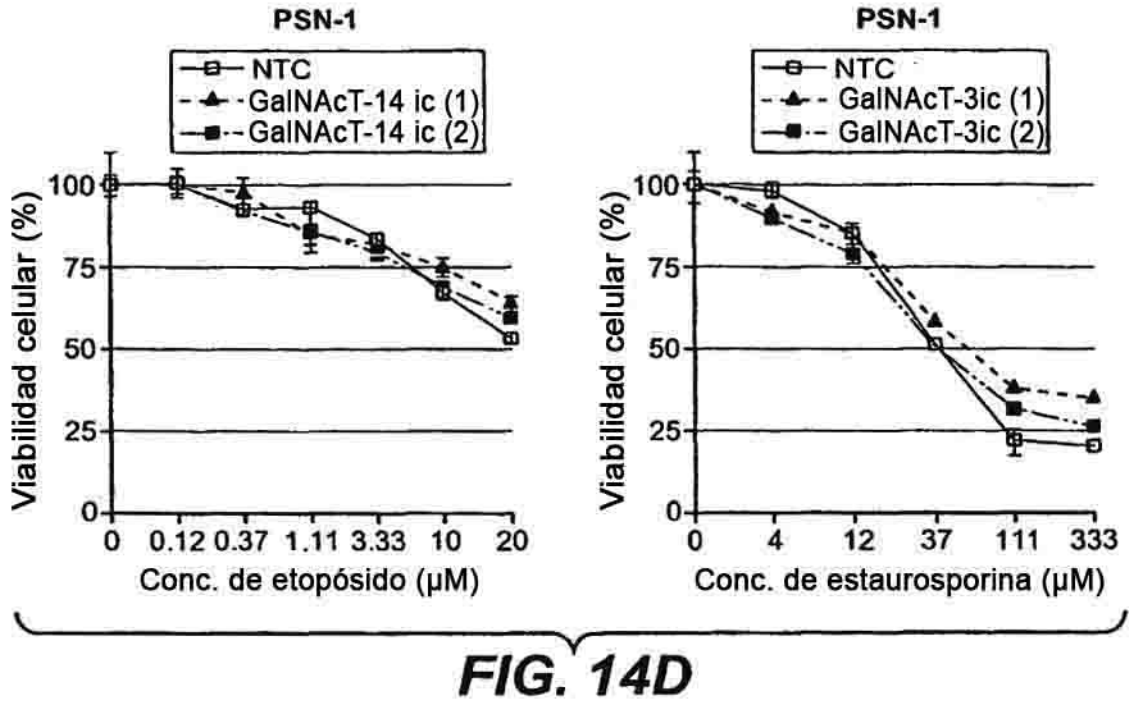 PSN-1
NTC
GalNAcT-14 ic (1)
GalNAcT-14 ic (2)
Viabilidad celular (%)
100
75
50
25
0
0 0.12 0.37 1.11 3.33 10 20
Conc. de etopósido (µM)
PSN-1
NTC
GalNAcT-3ic (1)
GalNAcT-3ic (2)
Viabilidad celular (%)
100
75
50
25
0
0 4 12 37 111 333
Conc. de estaurosporina (µM)
FIG. 14D